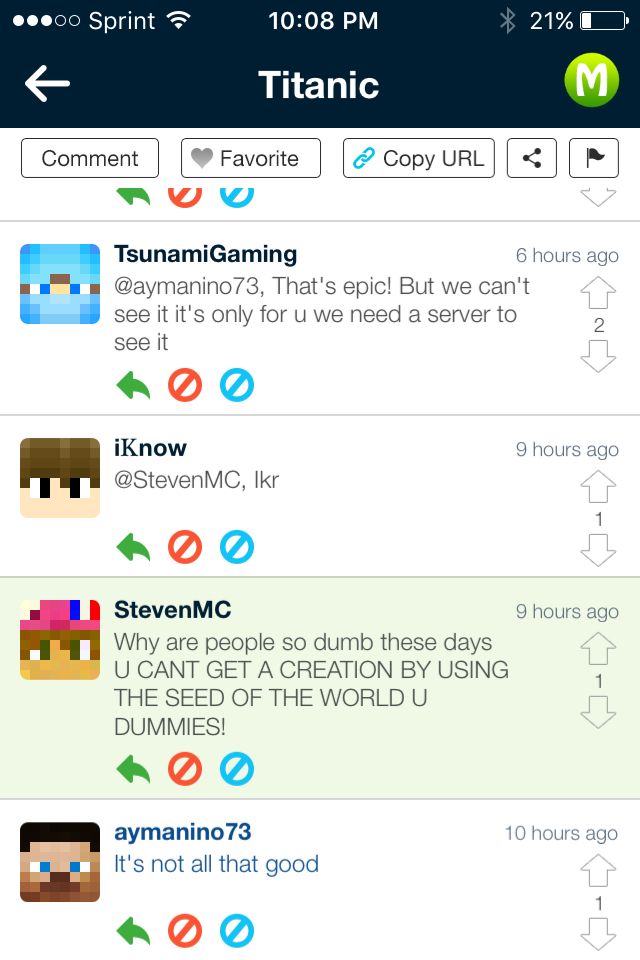 Sprint 10:08 PM 21%
Titanic
M
Comment Favorite Copy URL
TsunamiGaming 6 hours ago
@aymanino73, That's epic! But we can't
see it it's only for u we need a server to
see it
2
iKnow 9 hours ago
@StevenMC, Ikr
1
StevenMC 9 hours ago
Why are people so dumb these days
U CANT GET A CREATION BY USING
THE SEED OF THE WORLD U
DUMMIES!
1
aymanino73 10 hours ago
It's not all that good
1